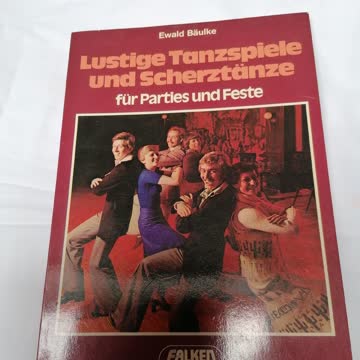 Ewald Bäulke
Lustige Tanzspiele
und Scherztänze
für Parties und Feste
FALKEN